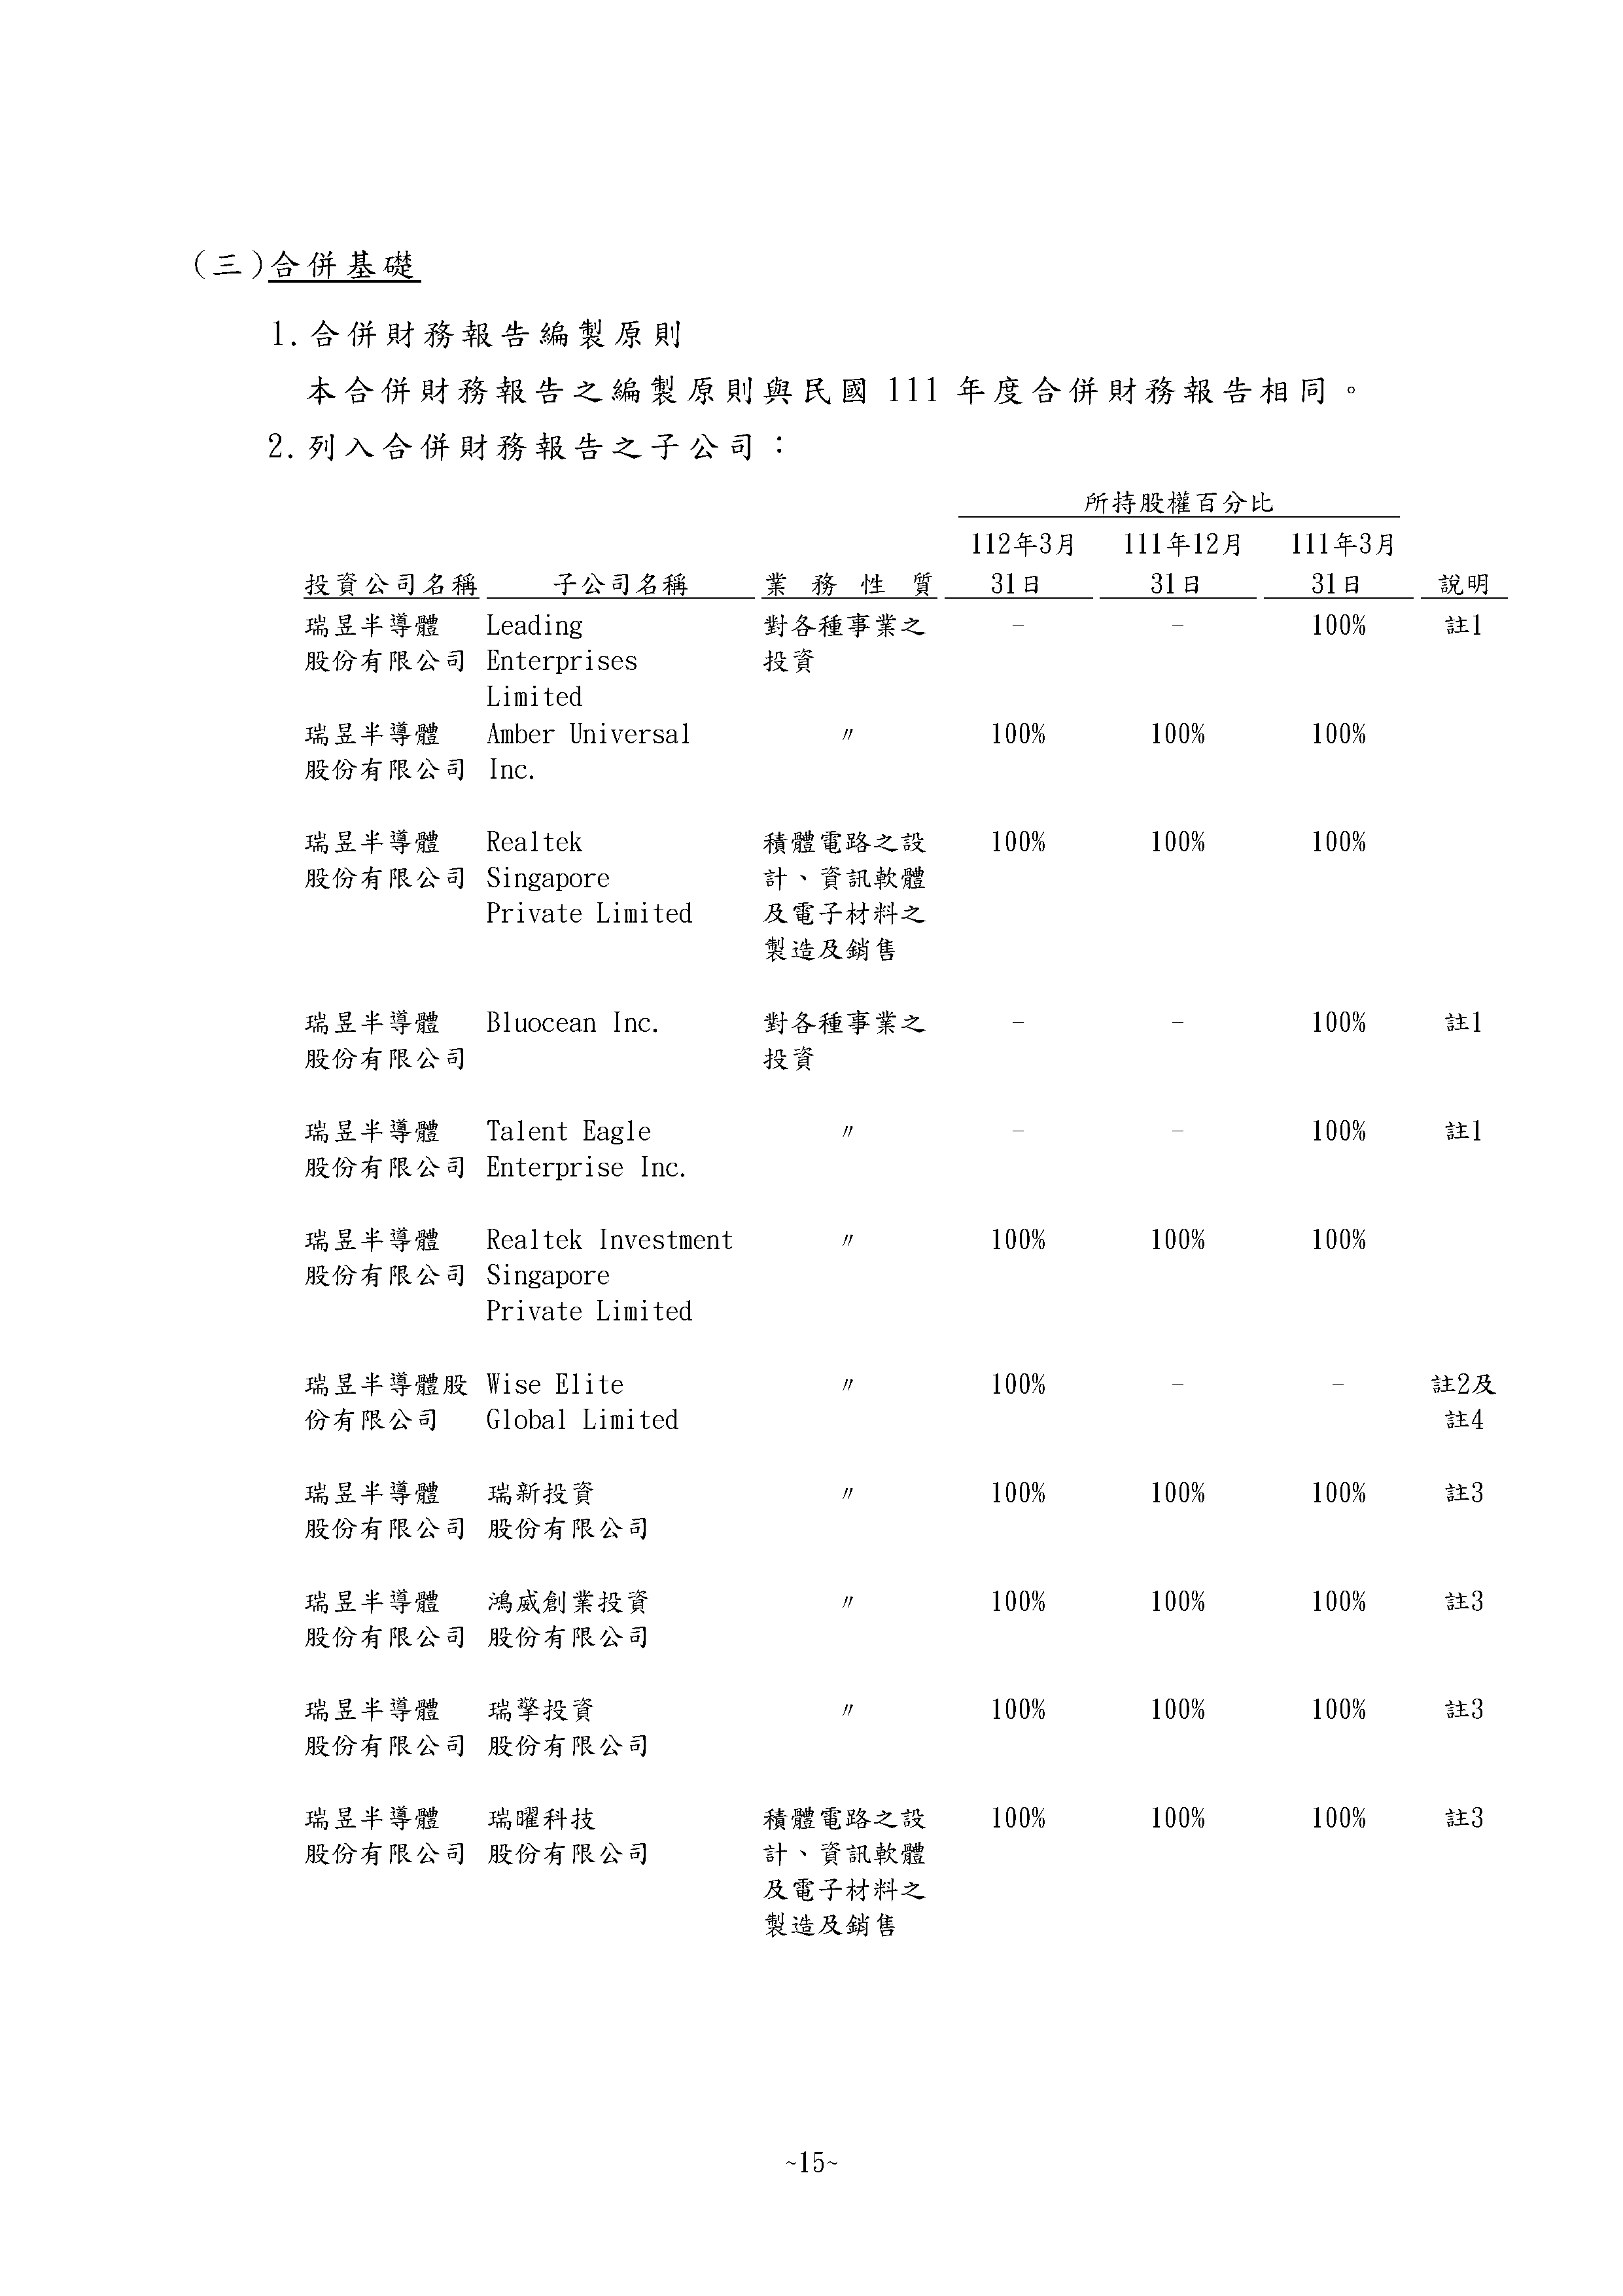 (三)合併基礎
1.合併財務報告編製原則
本合併財務報告之編製原則與民國 111 年度合併財務報告相同。
2.列入合併財務報告之子公司：
所持股權百分比
112年3月 111年12月 111年3月
投資公司名稱 子公司名稱 業務性質 31日 31日 31日 說明
瑞昱半導體 Leading 對各種事業之 － － 100% 註1
股份有限公司 Enterprises 投資
Limited
瑞昱半導體 Amber Universal 〃 100% 100% 100%
股份有限公司 Inc.
瑞昱半導體 Realtek 積體電路之設 100% 100% 100%
股份有限公司 Singapore 計、資訊軟體
Private Limited 及電子材料之
製造及銷售
瑞昱半導體 Bluocean Inc. 對各種事業之 － － 100% 註1
股份有限公司 投資
瑞昱半導體 Talent Eagle 〃 － － 100% 註1
股份有限公司 Enterprise Inc.
瑞昱半導體 Realtek Investment 〃 100% 100% 100%
股份有限公司 Singapore
Private Limited
瑞昱半導體股 Wise Elite 〃 100% － － 註2及
份有限公司 Global Limited 註4
瑞昱半導體 瑞新投資 〃 100% 100% 100% 註3
股份有限公司 股份有限公司
瑞昱半導體 鴻威創業投資 〃 100% 100% 100% 註3
股份有限公司 股份有限公司
瑞昱半導體 瑞擎投資 〃 100% 100% 100% 註3
股份有限公司 股份有限公司
瑞昱半導體 瑞曜科技 積體電路之設 100% 100% 100% 註3
股份有限公司 股份有限公司 計、資訊軟體
及電子材料之
製造及銷售
~15~